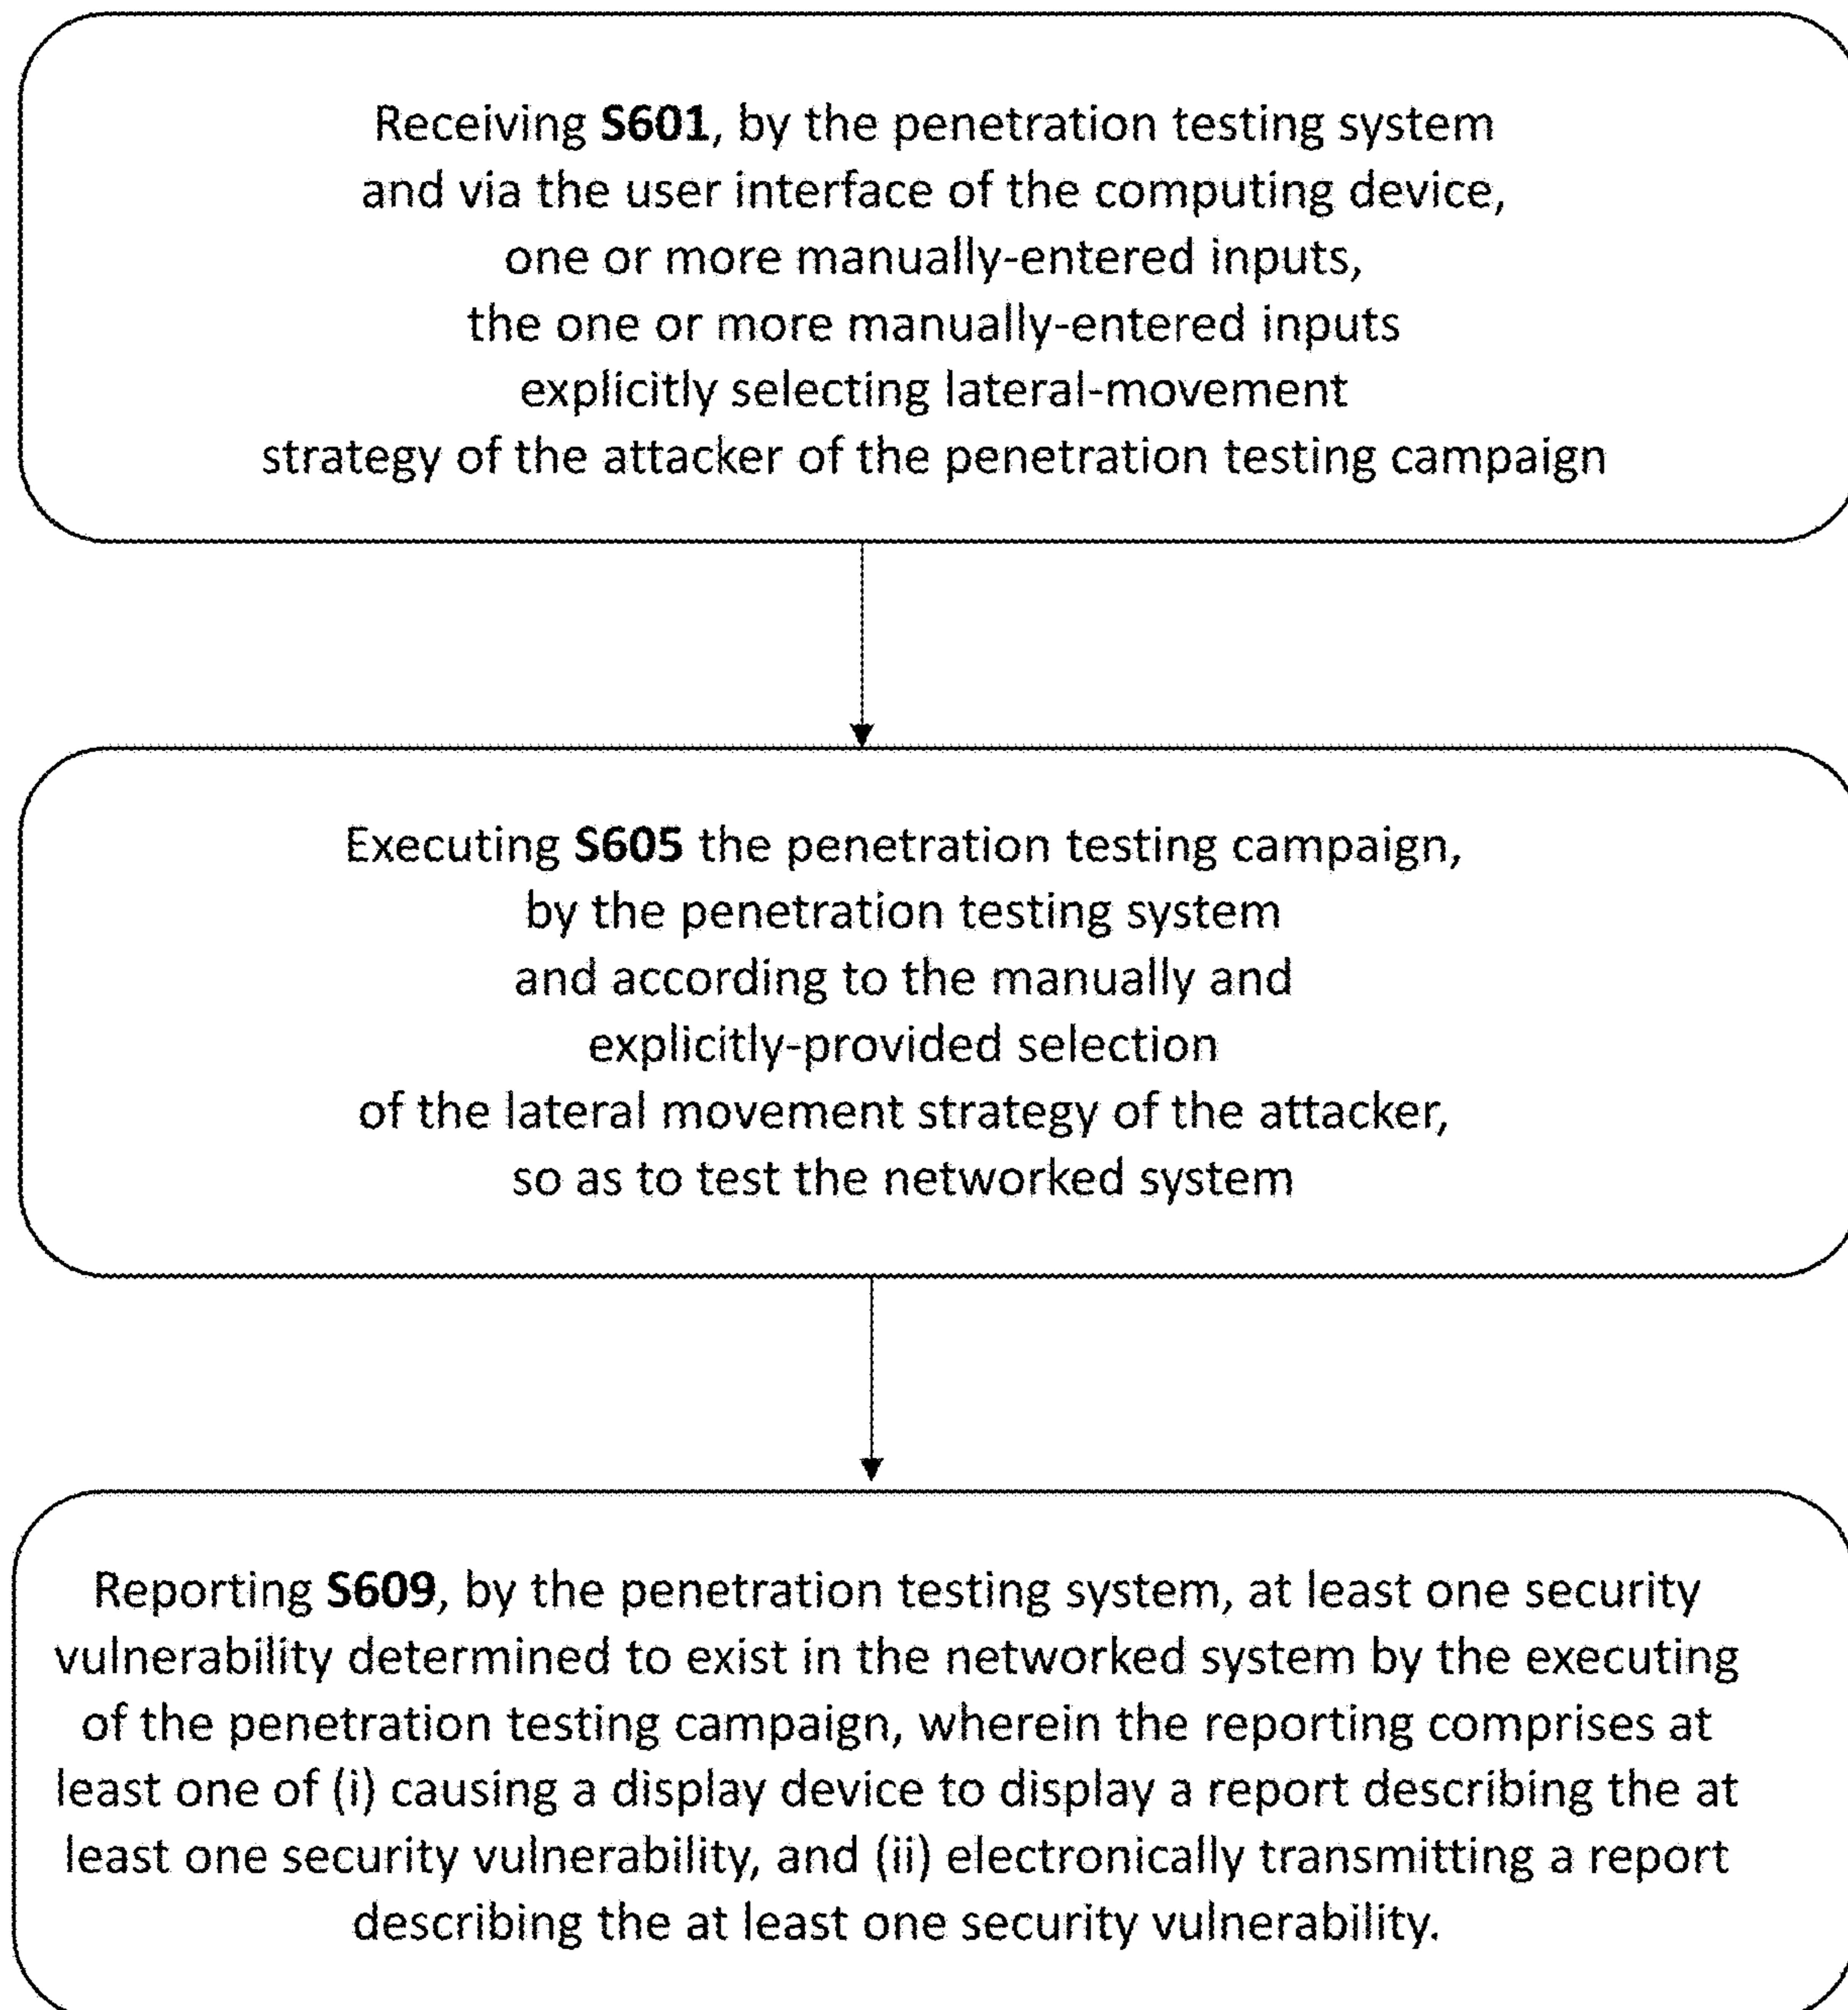 Receiving S601, by the penetration testing system
and via the user interface of the computing device,
one or more manually-entered inputs,
the one or more manually-entered inputs
explicitly selecting lateral-movement
strategy of the attacker of the penetration testing campaign
Executing S605 the penetration testing campaign,
by the penetration testing system
and according to the manually and
explicitly-provided selection
of the lateral movement strategy of the attacker,
so as to test the networked system
Reporting S609, by the penetration testing system, at least one security
vulnerability determined to exist in the networked system by the executing
of the penetration testing campaign, wherein the reporting comprises at
least one of (i) causing a display device to display a report describing the at
least one security vulnerability, and (ii) electronically transmitting a report
describing the at least one security vulnerability.